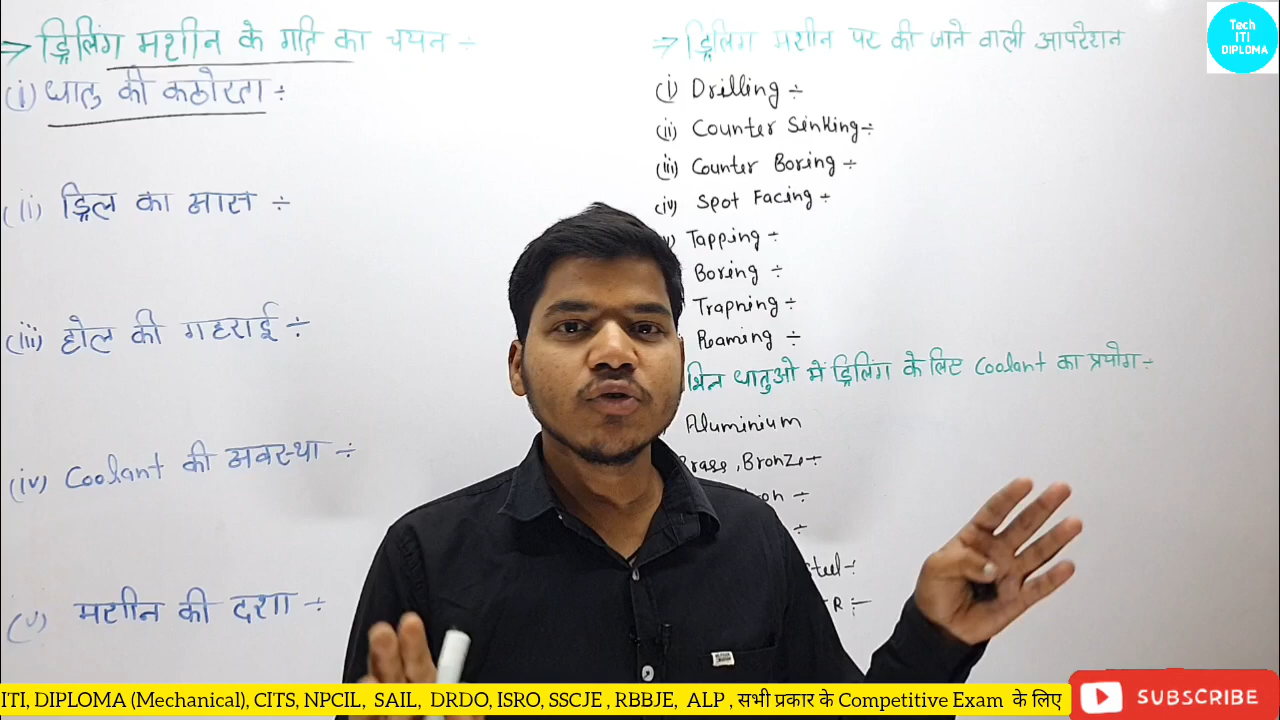 → ड्रिलिंग मशीन के गति का चयन ÷
(i) धातु की कठोरता ÷
(ii) ड्रिल का व्यास ÷
(iii) होल की गहराई ÷
(iv) Coolant की अवस्था ÷
(v) मशीन की दशा ÷
→ ड्रिलिंग मशीन पर की जाने वाली आपरेशन
(i) Drilling ÷
(ii) Counter Sinking ÷
(iii) Counter Boring ÷
(iv) Spot Facing ÷
Tapping ÷
Boring ÷
Trapning ÷
Reaming ÷
धातुओ में ड्रिलिंग के लिए Coolant का प्रयोग ÷
Aluminium
Brass, Bronze ÷
÷
÷
steel ÷
R ÷
Tech
ITI
DIPLOMA
ITI, DIPLOMA (Mechanical), CITS, NPCIL, SAIL, DRDO, ISRO, SSCJE , RBBJE, ALP , सभी प्रकार के Competitive Exam के लिए
SUBSCRIBE